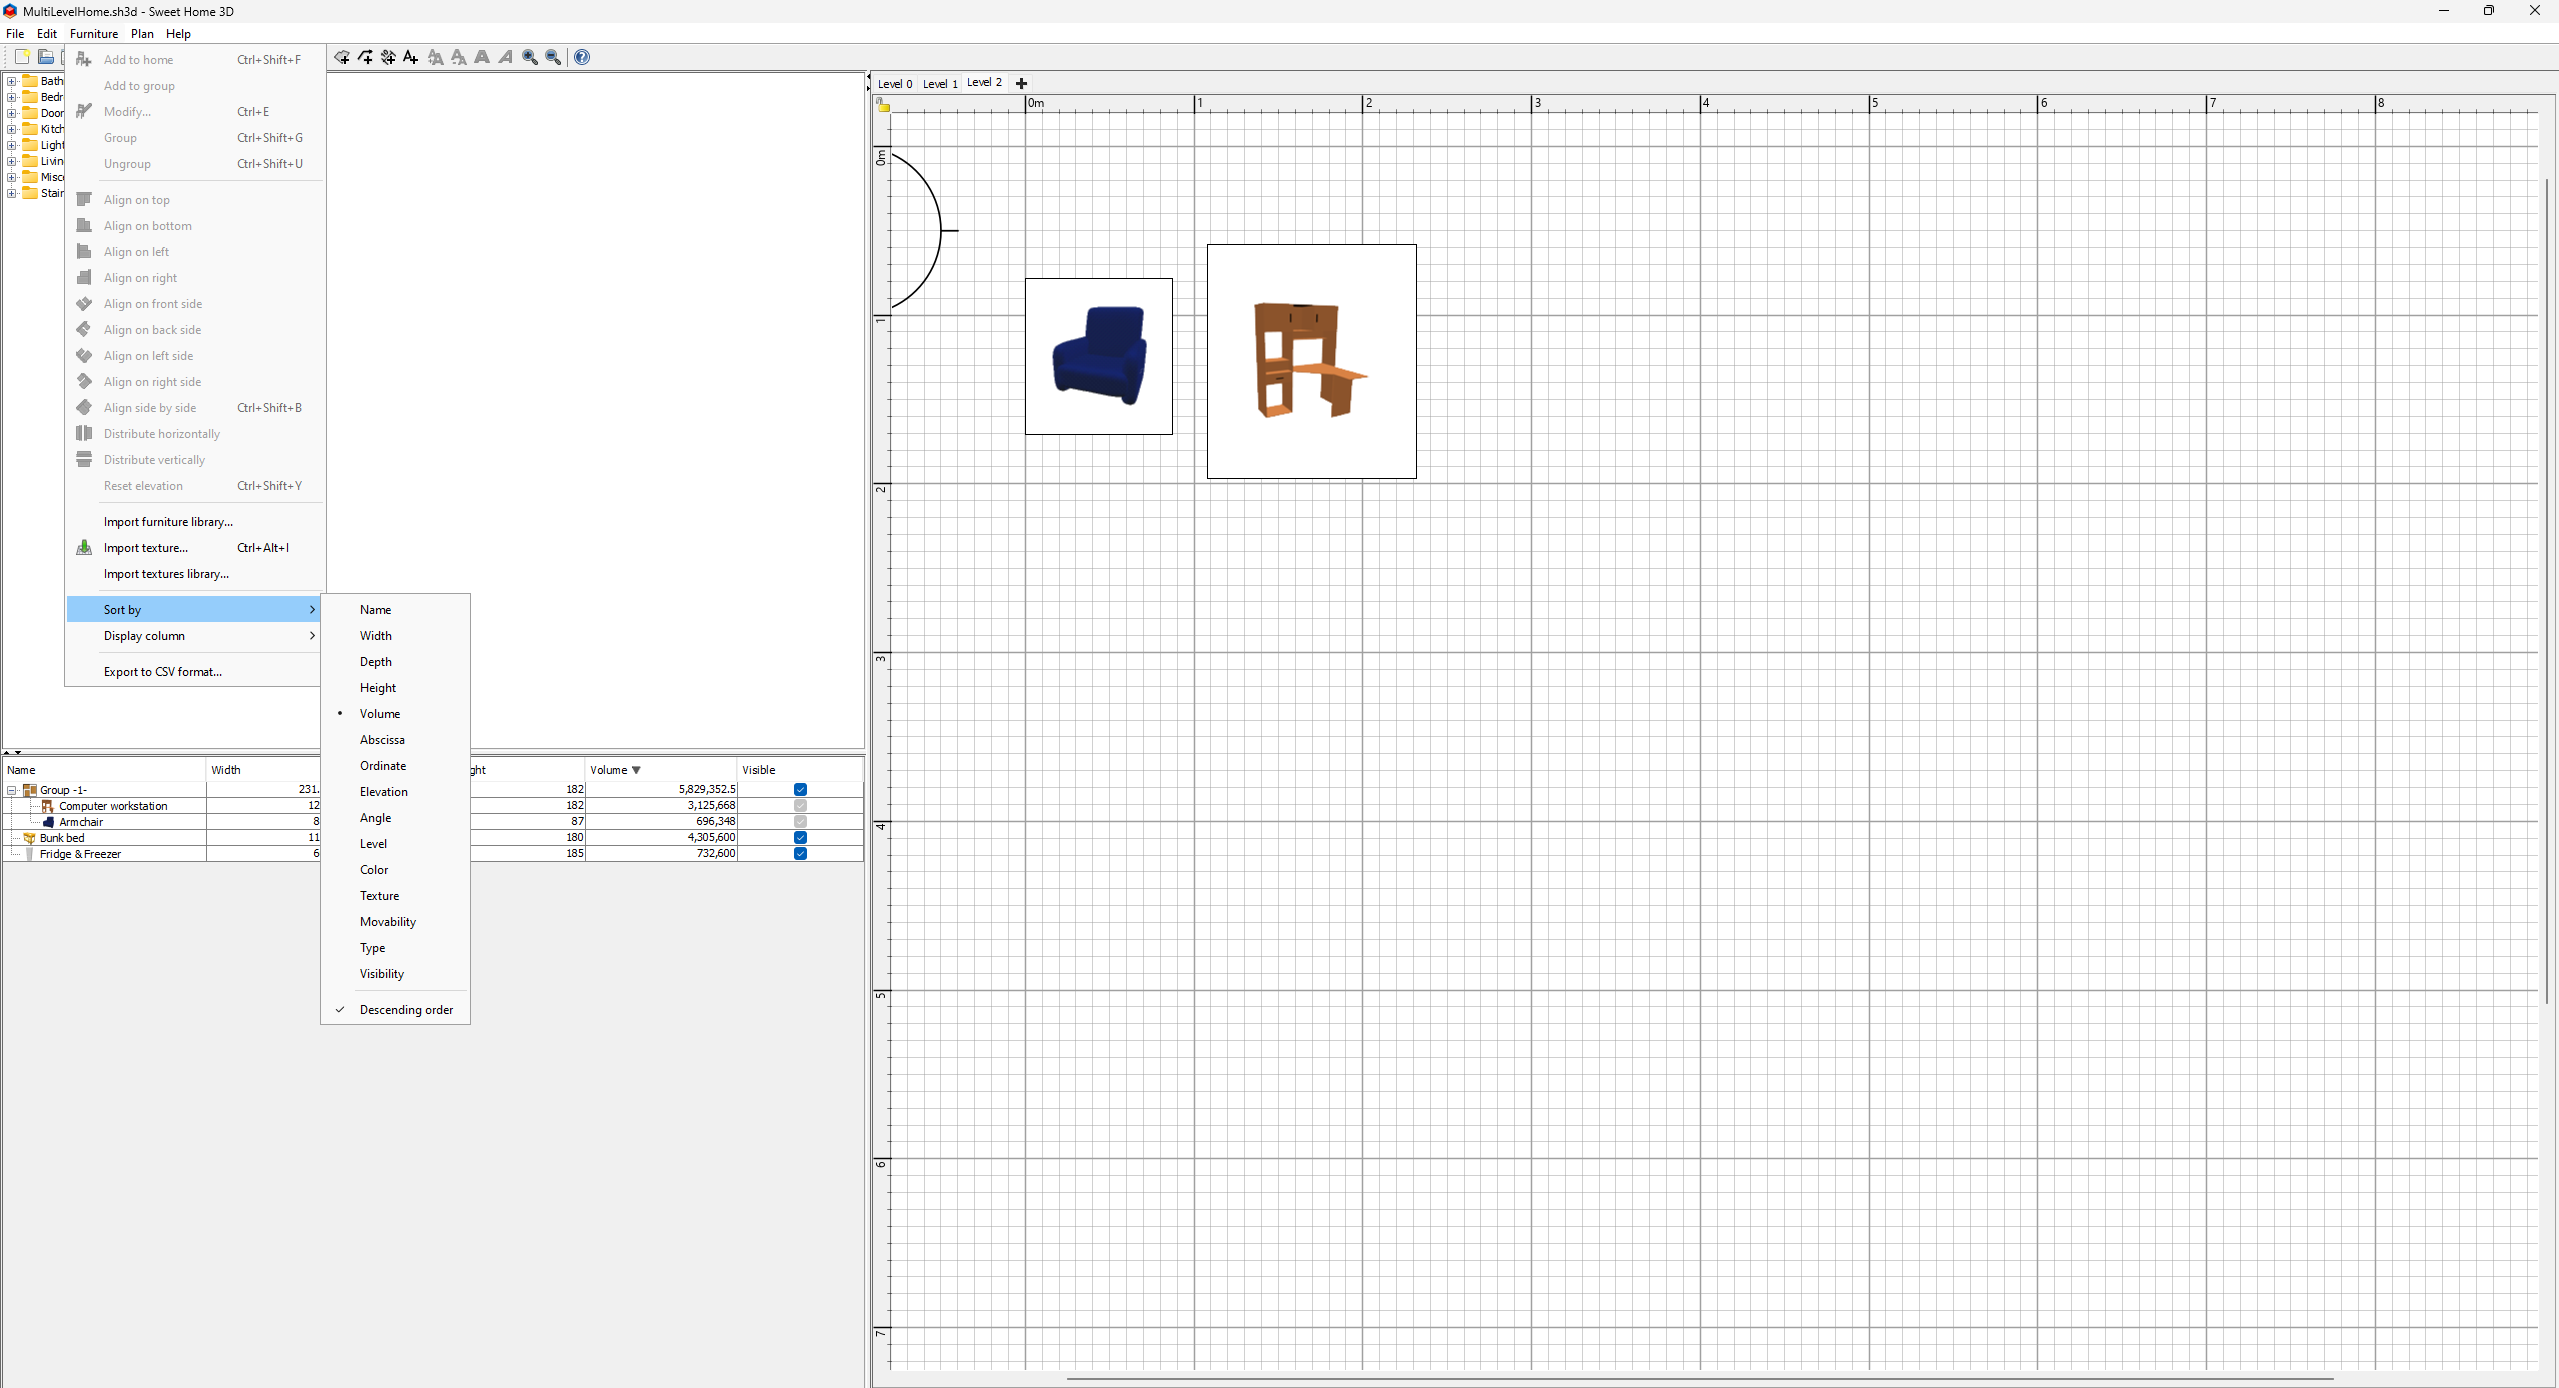 MultiLevelHome.sh3d - Sweet Home 3D
File Edit Furniture Plan Help
Add to home Ctrl+Shift+F
Add to group
Modify... Ctrl+E
Group Ctrl+Shift+G
Ungroup Ctrl+Shift+U
Align on top
Align on bottom
Align on left
Align on right
Align on front side
Align on back side
Align on left side
Align on right side
Align side by side Ctrl+Shift+B
Distribute horizontally
Distribute vertically
Reset elevation Ctrl+Shift+Y
Import furniture library...
Import texture... Ctrl+Alt+I
Import textures library...
Sort by
Display column
Export to CSV format...
Name
Width
Depth
Height
Volume
Abscissa
Ordinate
Elevation
Angle
Level
Color
Texture
Movability
Type
Visibility
Descending order
Bath
Bedr
Door
Kitch
Light
Livin
Misc
Stair
Name Width ght Volume Visible
Group -1- 231. 182 5,829,352.5
Computer workstation 12 182 3,125,668
Armchair 8 87 696,348
Bunk bed 11 180 4,305,600
Fridge & Freezer 6 185 732,600
Level 0 Level 1 Level 2
0m 1 2 3 4 5 6 7 8
0m
1
2
3
4
5
6
7